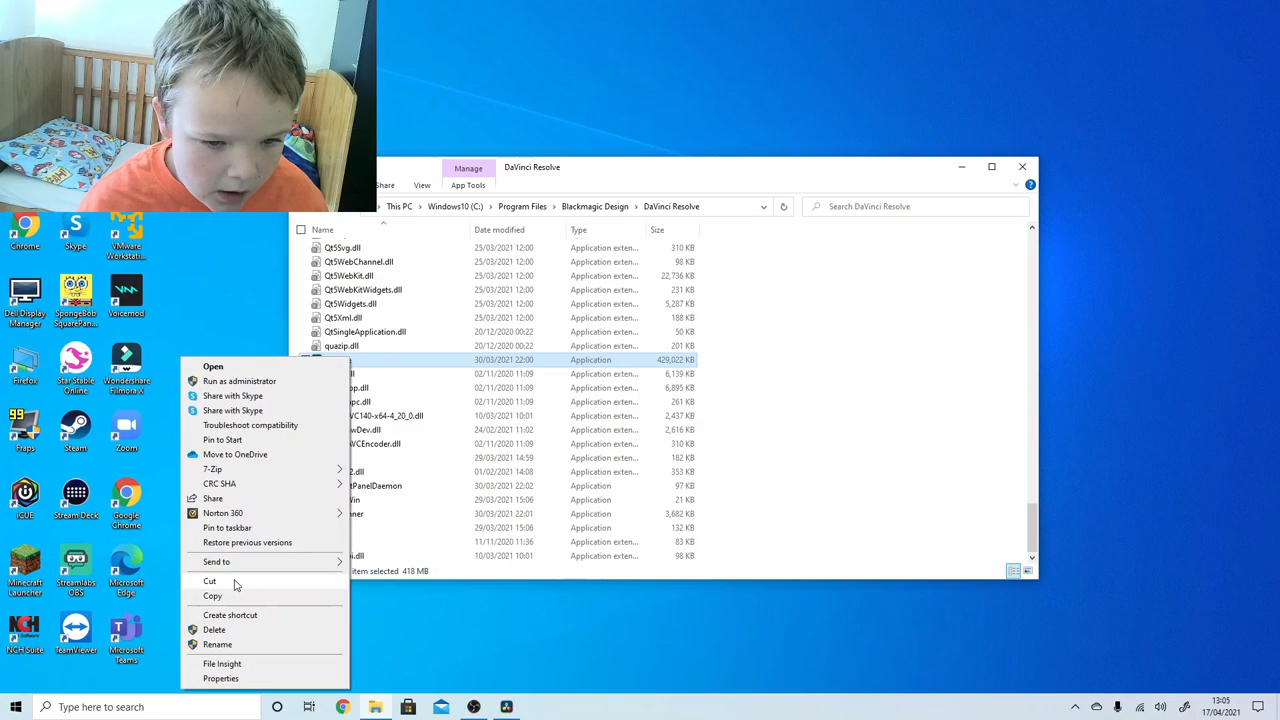 Manage
DaVinci Resolve
Share
View
App Tools
This PC
Windows10 (C:)
Program Files
Blackmagic Design
DaVinci Resolve
Search DaVinci Resolve
Name
Date modified
Type
Size
Qt5Svg.dll 25/03/2021 12:00 Application exten... 310 KB
Qt5WebChannel.dll 25/03/2021 12:00 Application exten... 98 KB
Qt5WebKit.dll 25/03/2021 12:00 Application exten... 22,736 KB
Qt5WebKitWidgets.dll 25/03/2021 12:00 Application exten... 231 KB
Qt5Widgets.dll 25/03/2021 12:00 Application exten... 5,287 KB
Qt5Xml.dll 25/03/2021 12:00 Application exten... 188 KB
QtSingleApplication.dll 20/12/2020 00:22 Application exten... 50 KB
quazip.dll 20/12/2020 00:22 Application exten... 201 KB
30/03/2021 22:00 Application 429,022 KB
ll 02/11/2020 11:09 Application exten... 6,139 KB
pp.dll 02/11/2020 11:09 Application exten... 6,895 KB
pc.dll 02/11/2020 11:09 Application exten... 261 KB
VC140-x64-4_20_0.dll 10/03/2021 10:01 Application exten... 2,437 KB
wDev.dll 24/02/2021 11:02 Application exten... 2,616 KB
VCEncoder.dll 02/11/2020 11:09 Application exten... 310 KB
29/03/2021 14:59 Application exten... 182 KB
2.dll 01/02/2021 14:08 Application exten... 353 KB
tPanelDaemon 30/03/2021 22:02 Application 97 KB
Win 29/03/2021 15:06 Application exten... 21 KB
nner 30/03/2021 22:01 Application 3,682 KB
29/03/2021 15:06 Application exten... 132 KB
11/11/2020 11:36 Application exten... 83 KB
i.dll 10/03/2021 10:01 Application exten... 98 KB
item selected 418 MB
Open
Run as administrator
Share with Skype
Share with Skype
Troubleshoot compatibility
Pin to Start
Move to OneDrive
7-Zip
CRC SHA
Share
Norton 360
Pin to taskbar
Restore previous versions
Send to
Cut
Copy
Create shortcut
Delete
Rename
File Insight
Properties
Chrome
Skype
VMware
Workstati...
Dell Display
Manager
SpongeBob
SquarePan...
Voicemod
Firefox
Star Stable
Online
Wondershare
Filmora X
99
Fraps
Steam
Zoom
iCUE
Stream Deck
Google
Chrome
Minecraft
Launcher
Streamlabs
OBS
Microsoft
Edge
NCH
Software
NCH Suite
TeamViewer
Microsoft
Teams
Type here to search
13:05
17/04/2021